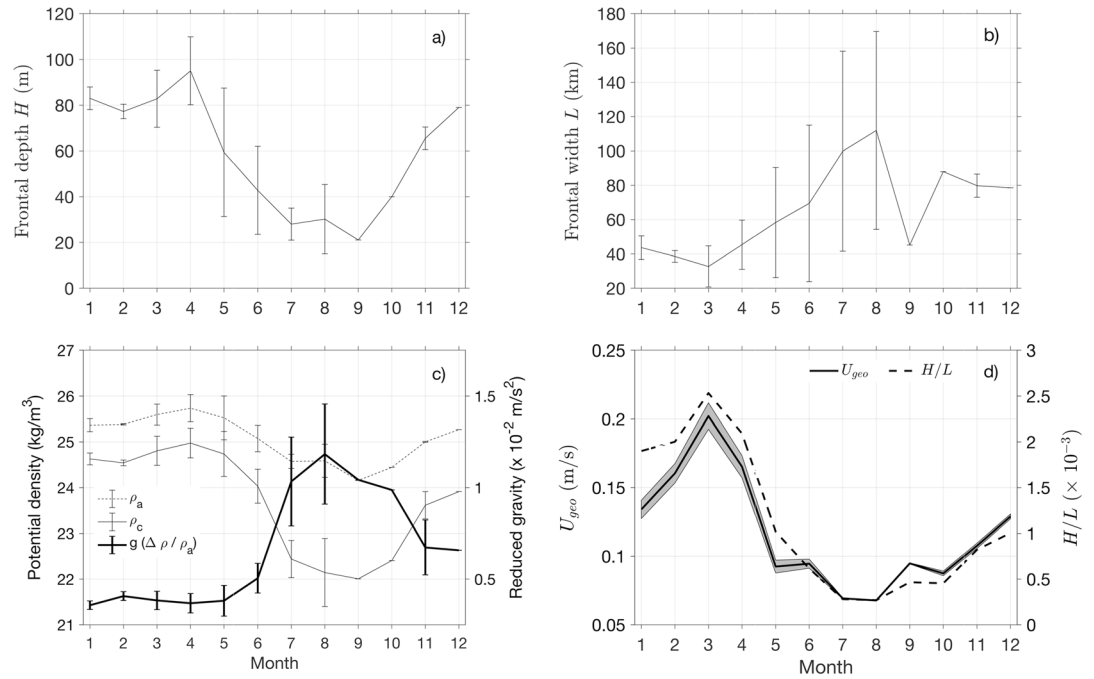 120
100
80
60
40
20
0
Frontal depth H (m)
a)
1 2 3 4 5 6 7 8 9 10 11 12
180
160
140
120
100
80
60
40
20
Frontal width L (km)
b)
1 2 3 4 5 6 7 8 9 10 11 12
27
26
25
24
23
22
21
Potential density (kg/m³)
c)
ρₐ
ρ_c
g (Δ ρ / ρₐ)
1.5
1
0.5
Reduced gravity (x 10⁻² m/s²)
1 2 3 4 5 6 7 8 9 10 11 12
Month
0.25
0.2
0.15
0.1
0.05
U_geo (m/s)
U_geo H/L
d)
3
2.5
2
1.5
1
0.5
0
H/L (× 10⁻³)
1 2 3 4 5 6 7 8 9 10 11 12
Month